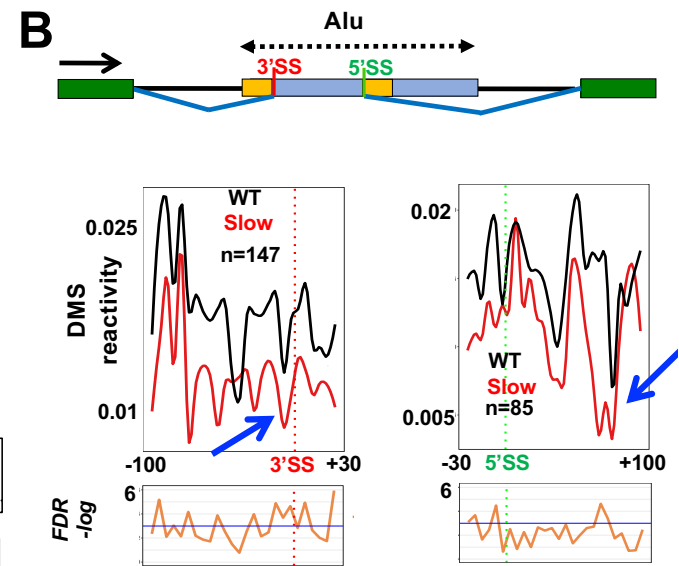 B
Alu
3'SS 5'SS
WT
Slow
n=147
0.025
0.01
DMS
reactivity
-100 3'SS +30
0.02
0.005
WT
Slow
n=85
-30 5'SS +100
6
FDR
-log
6